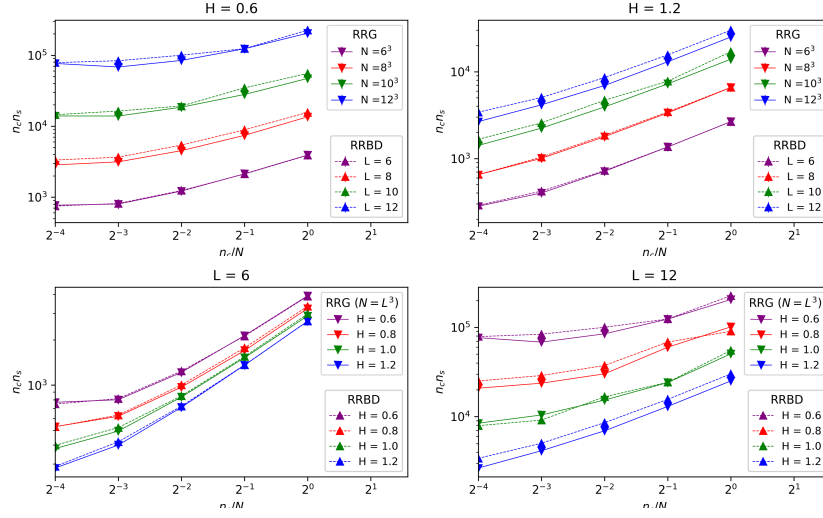 H = 0.6
n_c n_s
10^5
10^4
10^3
RRG
N =6^3
N =8^3
N =10^3
N =12^3
RRBD
L = 6
L = 8
L = 10
L = 12
2^-4 2^-3 2^-2 2^-1 2^0 2^1
H = 1.2
n_c n_s
10^4
10^3
RRG
N =6^3
N =8^3
N =10^3
N =12^3
RRBD
L = 6
L = 8
L = 10
L = 12
2^-4 2^-3 2^-2 2^-1 2^0 2^1
L = 6
n_c n_s
10^3
RRG (N = L^3)
H = 0.6
H = 0.8
H = 1.0
H = 1.2
RRBD
H = 0.6
H = 0.8
H = 1.0
H = 1.2
2^-4 2^-3 2^-2 2^-1 2^0 2^1
L = 12
n_c n_s
10^5
10^4
RRG (N = L^3)
H = 0.6
H = 0.8
H = 1.0
H = 1.2
RRBD
H = 0.6
H = 0.8
H = 1.0
H = 1.2
2^-4 2^-3 2^-2 2^-1 2^0 2^1